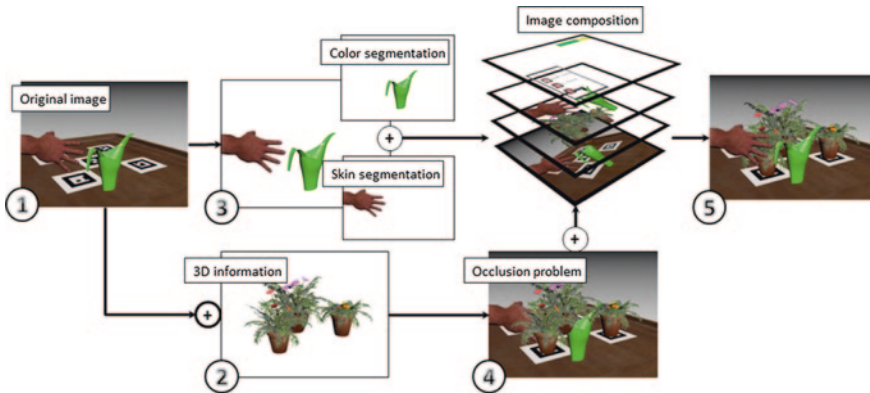 Image composition
Color segmentation
Original image
+
Skin segmentation
1
3
5
+
3D information
Occlusion problem
+
2
4